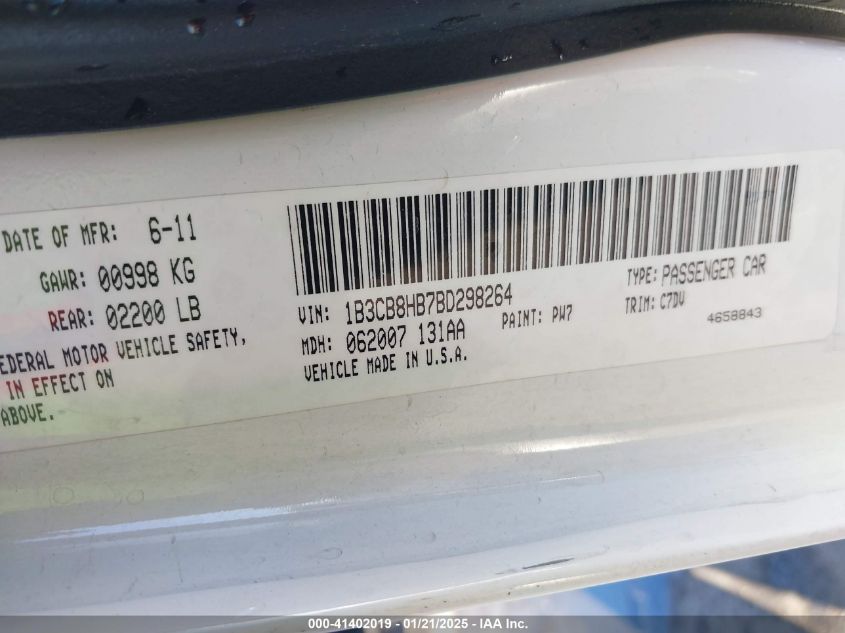 DATE OF MFR: 6-11
GAWR: 00998 KG
REAR: 02200 LB
FEDERAL MOTOR VEHICLE SAFETY,
IN EFFECT ON
ABOVE.
VIN: 1B3CB8HB7BD298264
TYPE: PASSENGER CAR
MDH: 062007 131AA
PAINT: PW7
TRIM: C7DV
VEHICLE MADE IN U.S.A.
4658843
000-41402019 - 01/21/2025 - IAA Inc.